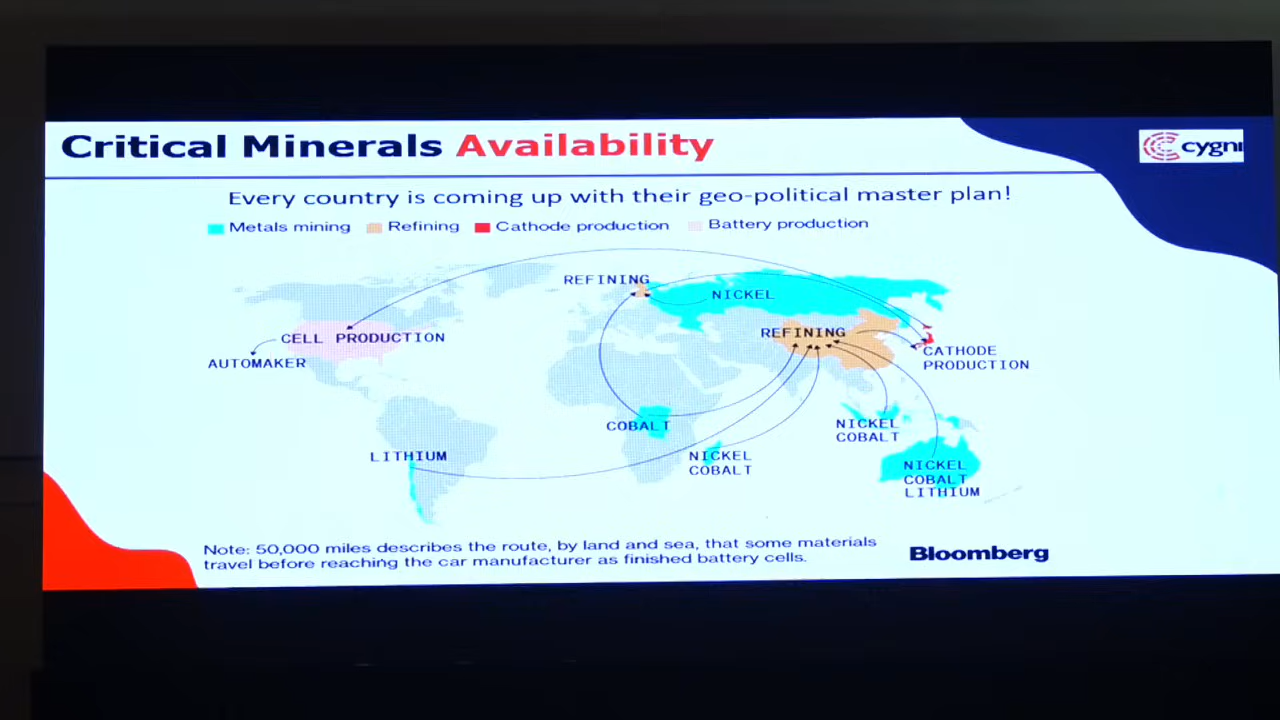 Critical Minerals Availability
cygni
Every country is coming up with their geo-political master plan!
Metals mining Refining Cathode production Battery production
REFINING
NICKEL
CELL PRODUCTION
REFINING
AUTOMAKER
CATHODE
PRODUCTION
COBALT
NICKEL
COBALT
LITHIUM
NICKEL
COBALT
NICKEL
COBALT
LITHIUM
Note: 50,000 miles describes the route, by land and sea, that some materials
travel before reaching the car manufacturer as finished battery cells.
Bloomberg